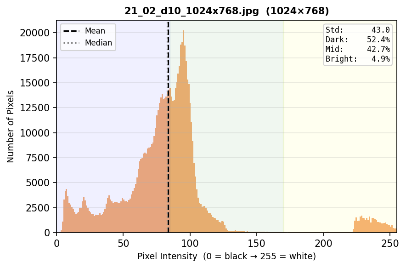 21_02_d10_1024x768.jpg  (1024×768)
Number of Pixels
20000
17500
15000
12500
10000
7500
5000
2500
0
Mean
Median
Std: 43.0
Dark: 52.4%
Mid: 42.7%
Bright: 4.9%
0 50 100 150 200 250
Pixel Intensity  (0 = black → 255 = white)